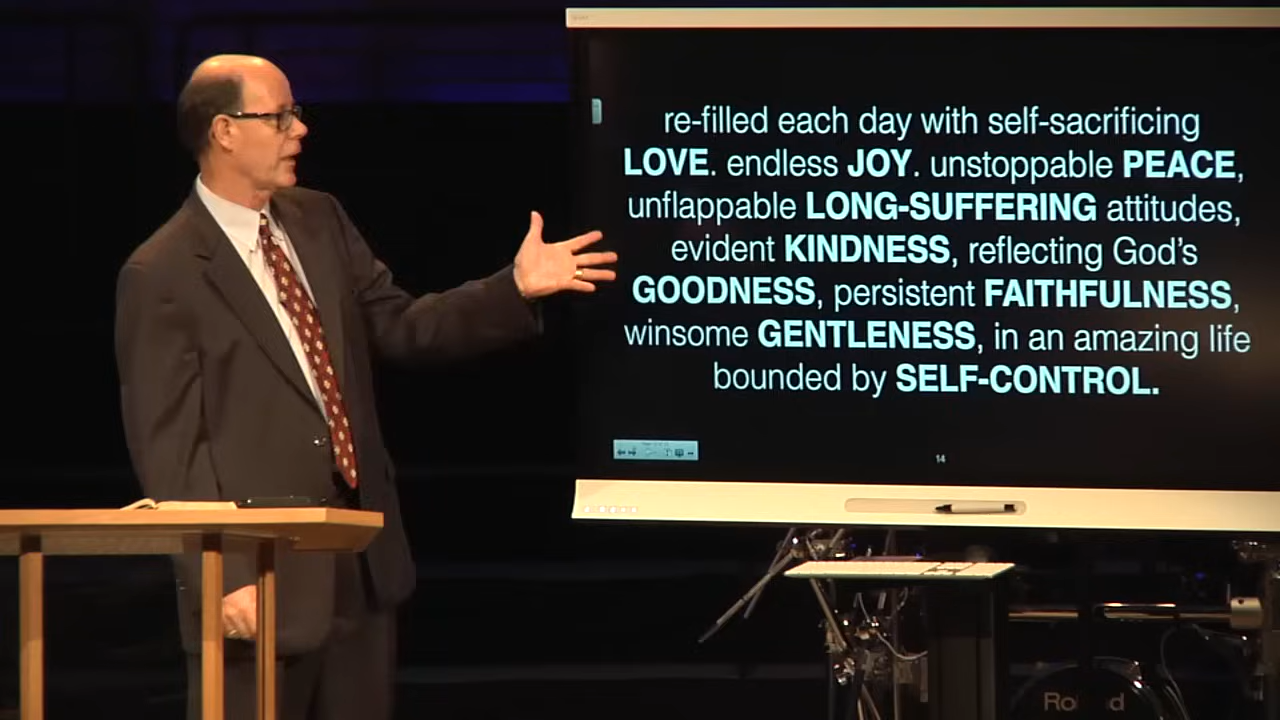 re-filled each day with self-sacrificing
LOVE. endless JOY. unstoppable PEACE,
unflappable LONG-SUFFERING attitudes,
evident KINDNESS, reflecting God's
GOODNESS, persistent FAITHFULNESS,
winsome GENTLENESS, in an amazing life
bounded by SELF-CONTROL.
14